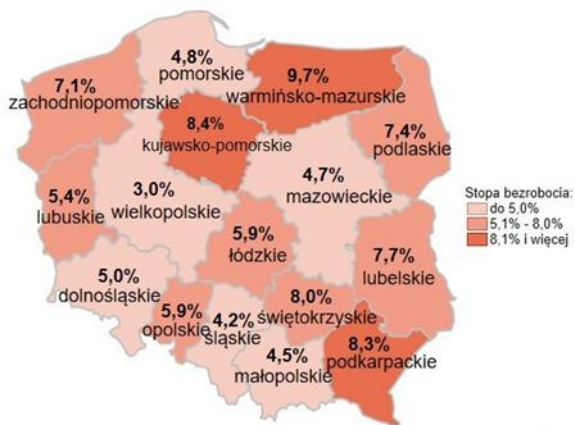 4,8%
pomorskie
7,1%
zachodniopomorskie
9,7%
warmińsko-mazurskie
8,4%
kujawsko-pomorskie
7,4%
podlaskie
5,4%
lubuskie
3,0%
wielkopolskie
4,7%
mazowieckie
Stopa bezrobocia:
do 5,0%
5,1% - 8,0%
8,1% i więcej
5,9%
łódzkie
7,7%
lubelskie
5,0%
dolnośląskie
5,9%
opolskie
4,2%
śląskie
8,0%
świętokrzyskie
4,5%
małopolskie
8,3%
podkarpackie